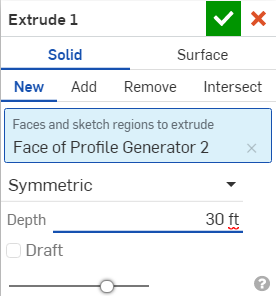 Extrude 1
Solid Surface
New Add Remove Intersect
Faces and sketch regions to extrude
Face of Profile Generator 2
Symmetric
Depth 30 ft
Draft